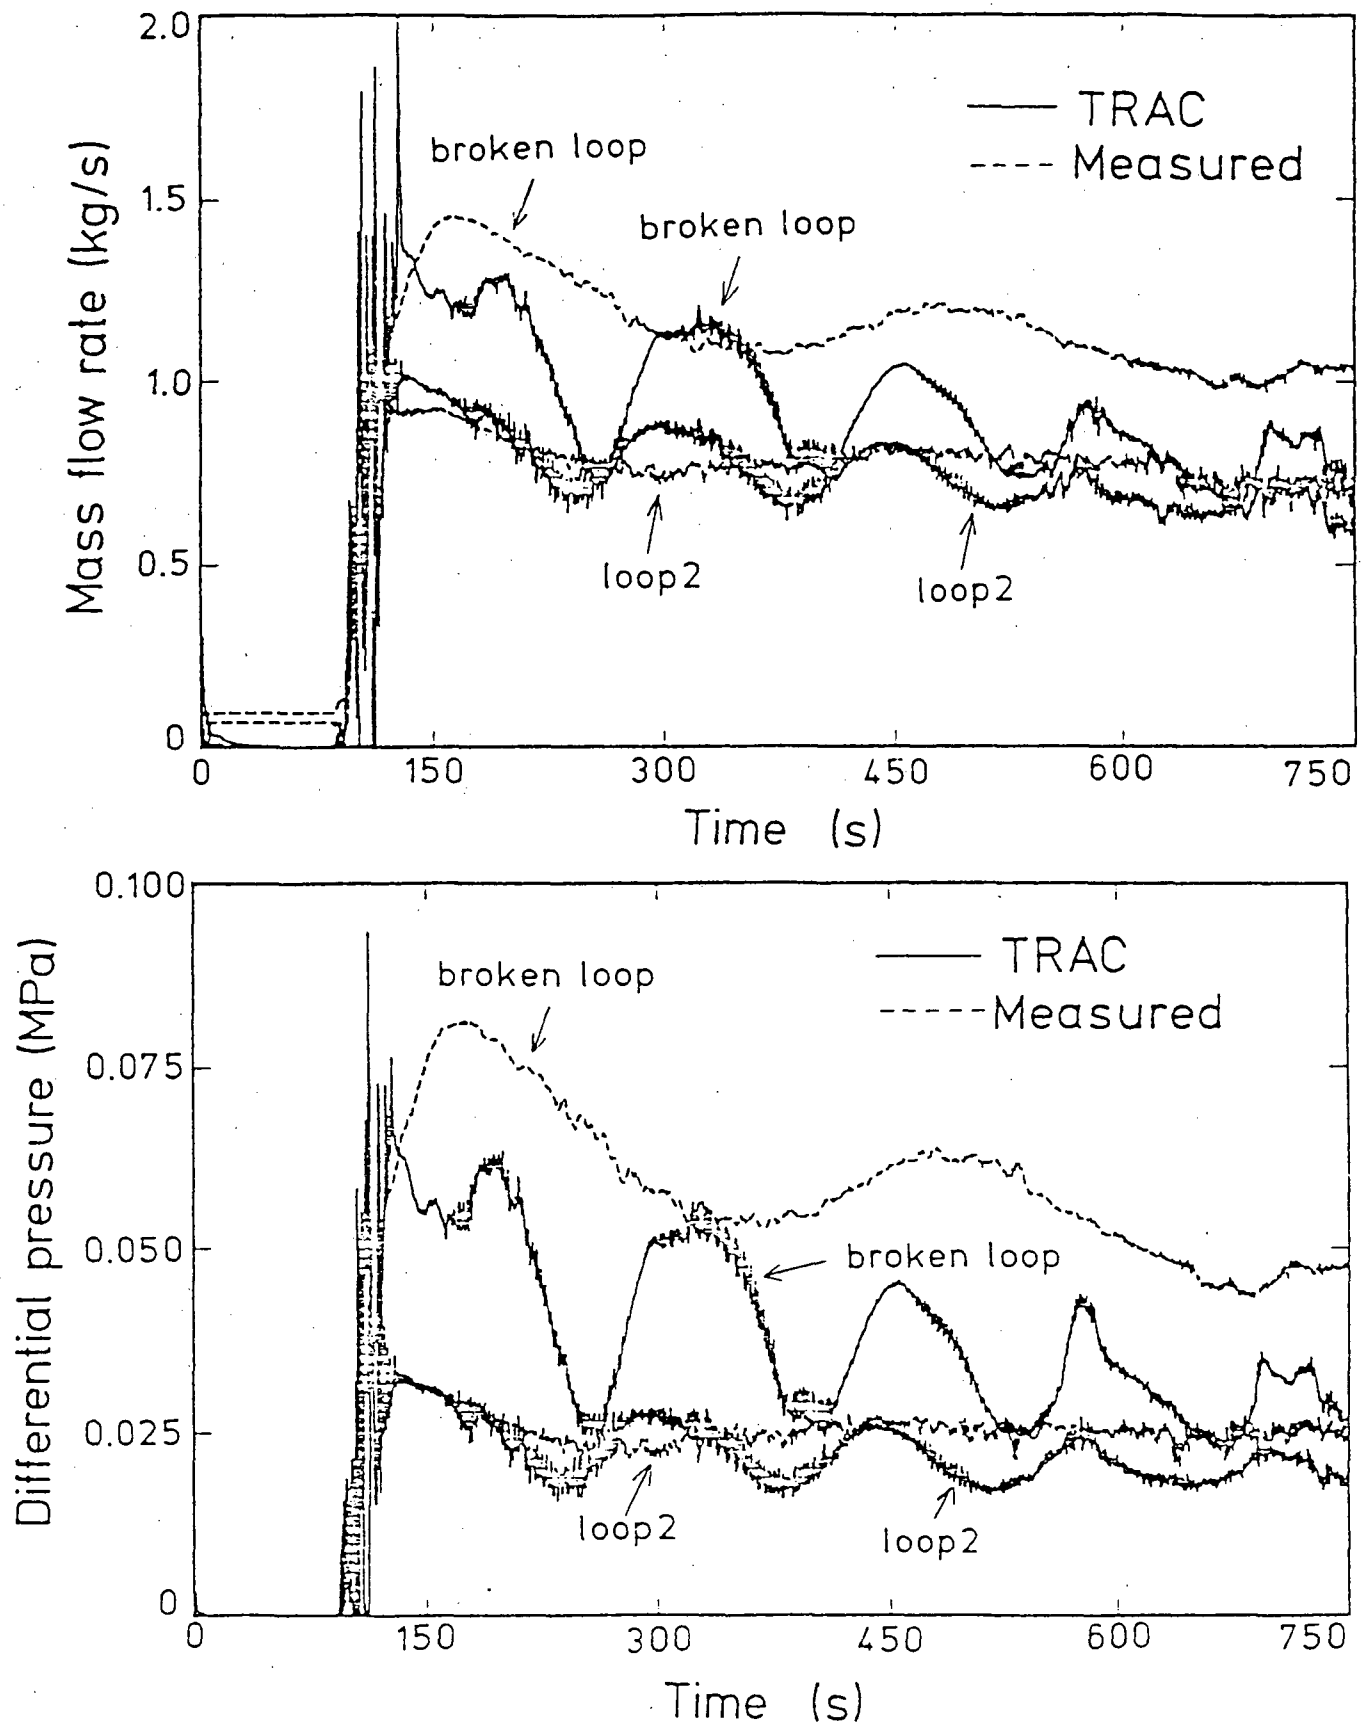 Mass flow rate (kg/s)
2.0
1.5
1.0
0.5
0
TRAC
Measured
broken loop
broken loop
loop2
loop2
0 150 300 450 600 750
Time (s)
Differential pressure (MPa)
0.100
0.075
0.050
0.025
0
TRAC
Measured
broken loop
broken loop
loop2
loop2
0 150 300 450 600 750
Time (s)